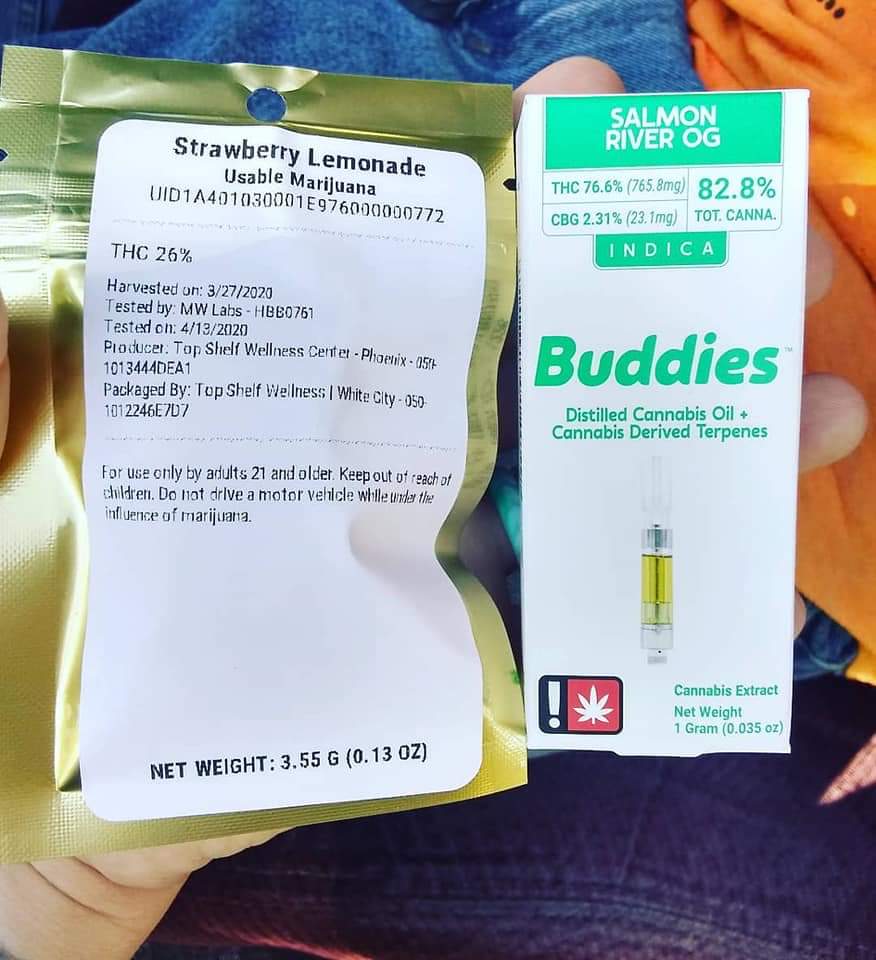 Strawberry Lemonade
Usable Marijuana
UID1A401030001E976000000772
THC 26%
Harvested on: 3/27/2020
Tested by: MW Labs - HBB0761
Tested on: 4/13/2020
Producer: Top Shelf Wellness Center - Phoenix - 050-
1013444DEA1
Packaged By: Top Shelf Wellness | White City - 050-
1012246E7D7
For use only by adults 21 and older. Keep out of reach of
children. Do not drive a motor vehicle while under the
influence of marijuana.
NET WEIGHT: 3.55 G (0.13 OZ)
SALMON
RIVER OG
THC 76.6% (765.8mg)
CBG 2.31% (23.1mg)
82.8%
TOT. CANNA.
INDICA
Buddies™
Distilled Cannabis Oil +
Cannabis Derived Terpenes
!
Cannabis Extract
Net Weight
1 Gram (0.035 oz)